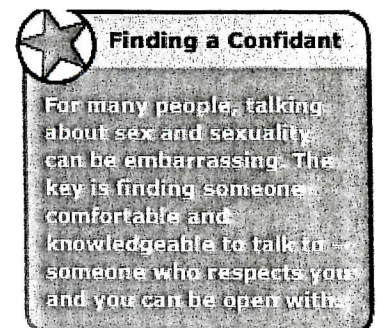 Finding a Confidant
For many people, talking
about sex and sexuality
can be embarrassing. The
key is finding someone
comfortable and
knowledgeable to talk to –
someone who respects you
and you can be open with.